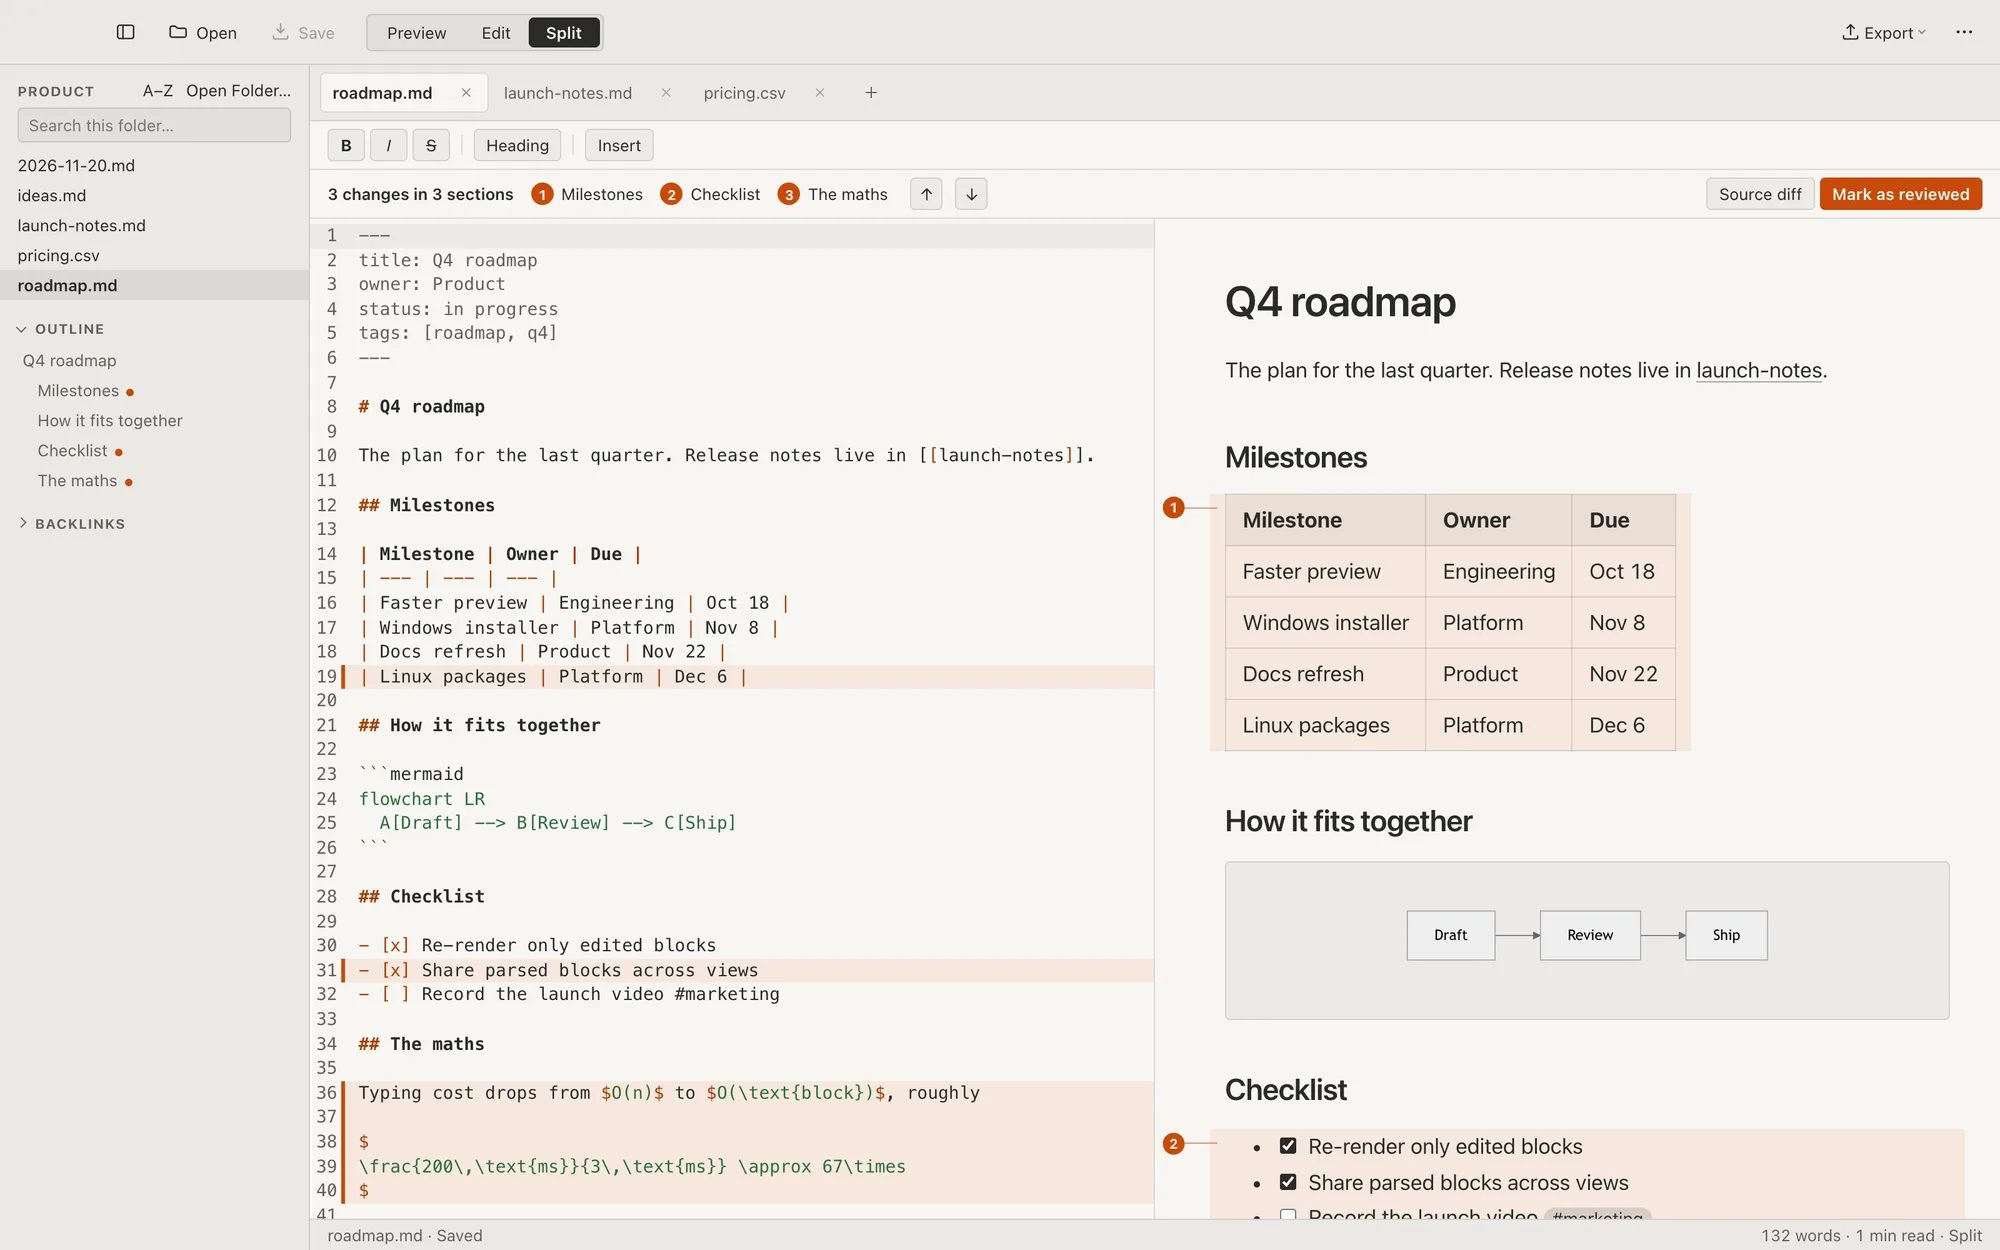 Open Save Preview Edit Split Export
PRODUCT A–Z Open Folder...
Search this folder...
2026-11-20.md
ideas.md
launch-notes.md
pricing.csv
roadmap.md
OUTLINE
Q4 roadmap
Milestones
How it fits together
Checklist
The maths
BACKLINKS
roadmap.md launch-notes.md pricing.csv
B I S Heading Insert
3 changes in 3 sections 1 Milestones 2 Checklist 3 The maths Source diff Mark as reviewed
1 ---
2 title: Q4 roadmap
3 owner: Product
4 status: in progress
5 tags: [roadmap, q4]
6 ---
7
8 # Q4 roadmap
9
10 The plan for the last quarter. Release notes live in [[launch-notes]].
11
12 ## Milestones
13
14 | Milestone | Owner | Due |
15 | --- | --- | --- |
16 | Faster preview | Engineering | Oct 18 |
17 | Windows installer | Platform | Nov 8 |
18 | Docs refresh | Product | Nov 22 |
19 | Linux packages | Platform | Dec 6 |
20
21 ## How it fits together
22
23 ```mermaid
24 flowchart LR
25 A[Draft] --> B[Review] --> C[Ship]
26 ```
27
28 ## Checklist
29
30 - [x] Re-render only edited blocks
31 - [x] Share parsed blocks across views
32 - [ ] Record the launch video #marketing
33
34 ## The maths
35
36 Typing cost drops from $O(n)$ to $O(\text{block})$, roughly
37
38 $
39 \frac{200\,\text{ms}}{3\,\text{ms}} \approx 67\times
40 $
41
Q4 roadmap
The plan for the last quarter. Release notes live in launch-notes.
Milestones
1
Milestone Owner Due
Faster preview Engineering Oct 18
Windows installer Platform Nov 8
Docs refresh Product Nov 22
Linux packages Platform Dec 6
How it fits together
Draft Review Ship
Checklist
2
Re-render only edited blocks
Share parsed blocks across views
Record the launch video #marketing
roadmap.md · Saved 132 words · 1 min read · Split